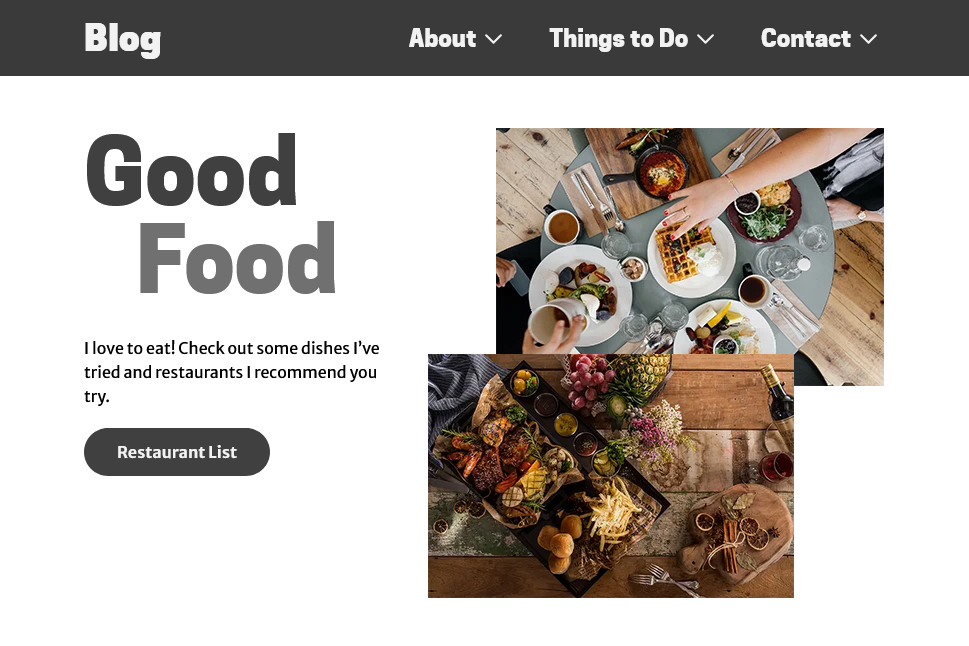 Blog
About
Things to Do
Contact
Good
Food
I love to eat! Check out some dishes I’ve
tried and restaurants I recommend you
try.
Restaurant List